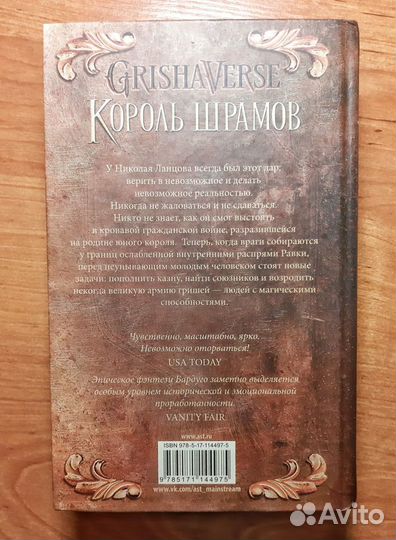 GRISHAVERSE
КОРОЛЬ ШРАМОВ
У Николая Ланцова всегда был этот дар:
верить в невозможное и делать
невозможное реальностью.
Никогда не жаловаться и не сдаваться.
Никто не знает, как он смог выстоять
в кровавой гражданской войне, разразившейся
на родине юного короля. Теперь, когда враги собираются
у границ ослабленной внутренними распрями Равки,
перед неунывающим молодым человеком стоят новые
задачи: пополнить казну, найти союзников и возродить
некогда великую армию гришей — людей с магическими
способностями.
Чувственно, масштабно, ярко.
Невозможно оторваться!
USA TODAY
Эпическое фэнтези Бардуго заметно выделяется
особым уровнем исторической и эмоциональной
проработанности.
VANITY FAIR
www.ast.ru
ISBN 978-5-17-114497-5
9 785171 144975
www.vk.com/ast_mainstream
Avito